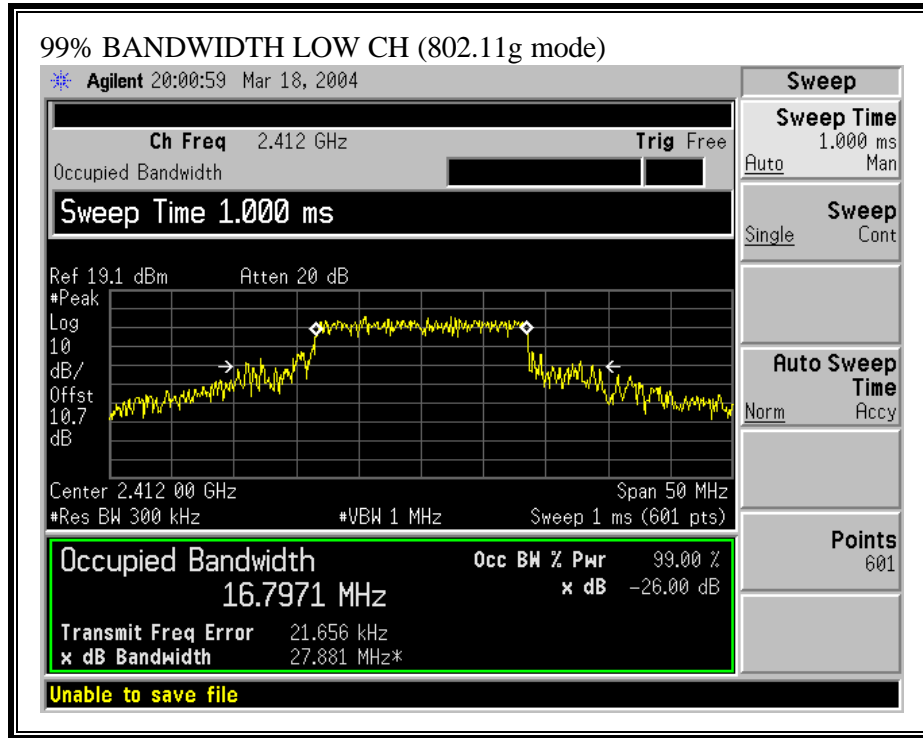 99% BANDWIDTH LOW CH (802.11g mode)
Agilent 20:00:59 Mar 18, 2004
Sweep
Ch Freq 2.412 GHz
Trig Free
Occupied Bandwidth
Sweep Time 1.000 ms
Ref 19.1 dBm
Atten 20 dB
#Peak
Log
10
dB/
Offst
10.7
dB
Center 2.412 00 GHz
Span 50 MHz
#Res BW 300 kHz
#VBW 1 MHz
Sweep 1 ms (601 pts)
Occupied Bandwidth
16.7971 MHz
Occ BW % Pwr 99.00 %
x dB -26.00 dB
Transmit Freq Error 21.656 kHz
x dB Bandwidth 27.881 MHz*
Unable to save file
Sweep Time
1.000 ms
Auto Man
Sweep
Single Cont
Auto Sweep
Time
Norm Accy
Points
601